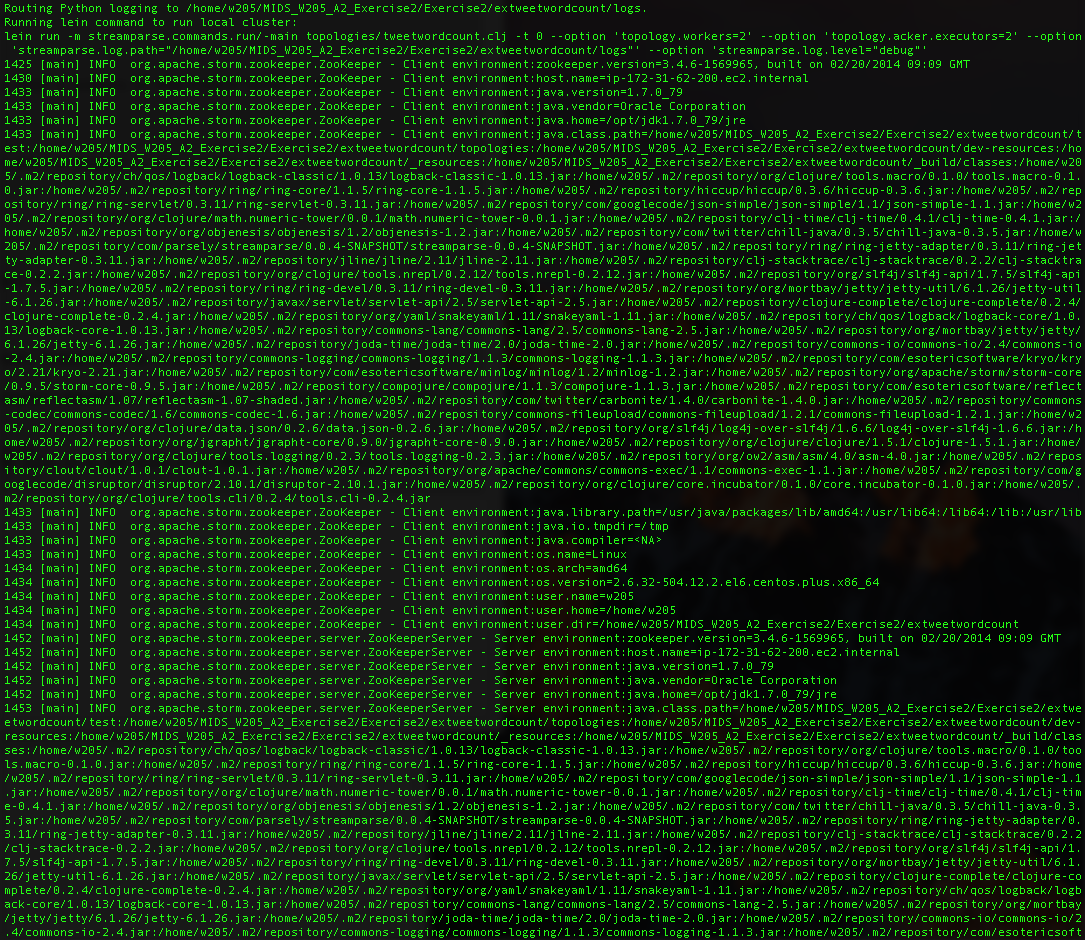 Routing Python logging to /home/w205/MIDS_W205_A2_Exercise2/Exercise2/extweetwordcount/logs.
Running lein command to run local cluster:
lein run -m streamparse.commands.run/-main topologies/tweetwordcount.clj -t 0 --option 'topology.workers=2' --option 'topology.acker.executors=2' --option
 'streamparse.log.path="/home/w205/MIDS_W205_A2_Exercise2/Exercise2/extweetwordcount/logs"' --option 'streamparse.log.level="debug"'
1425 [main] INFO  org.apache.storm.zookeeper.ZooKeeper - Client environment:zookeeper.version=3.4.6-1569965, built on 02/20/2014 09:09 GMT
1430 [main] INFO  org.apache.storm.zookeeper.ZooKeeper - Client environment:host.name=ip-172-31-62-200.ec2.internal
1433 [main] INFO  org.apache.storm.zookeeper.ZooKeeper - Client environment:java.version=1.7.0_79
1433 [main] INFO  org.apache.storm.zookeeper.ZooKeeper - Client environment:java.vendor=Oracle Corporation
1433 [main] INFO  org.apache.storm.zookeeper.ZooKeeper - Client environment:java.home=/opt/jdk1.7.0_79/jre
1433 [main] INFO  org.apache.storm.zookeeper.ZooKeeper - Client environment:java.class.path=/home/w205/MIDS_W205_A2_Exercise2/Exercise2/extweetwordcount/t
est:/home/w205/MIDS_W205_A2_Exercise2/Exercise2/extweetwordcount/topologies:/home/w205/MIDS_W205_A2_Exercise2/Exercise2/extweetwordcount/dev-resources:/ho
me/w205/MIDS_W205_A2_Exercise2/Exercise2/extweetwordcount/_resources:/home/w205/MIDS_W205_A2_Exercise2/Exercise2/extweetwordcount/_build/classes:/home/w20
5/.m2/repository/ch/qos/logback/logback-classic/1.0.13/logback-classic-1.0.13.jar:/home/w205/.m2/repository/org/clojure/tools.macro/0.1.0/tools.macro-0.1.
0.jar:/home/w205/.m2/repository/ring/ring-core/1.1.5/ring-core-1.1.5.jar:/home/w205/.m2/repository/hiccup/hiccup/0.3.6/hiccup-0.3.6.jar:/home/w205/.m2/rep
ository/ring/ring-servlet/0.3.11/ring-servlet-0.3.11.jar:/home/w205/.m2/repository/com/googlecode/json-simple/json-simple/1.1/json-simple-1.1.jar:/home/w2
05/.m2/repository/org/clojure/math.numeric-tower/0.0.1/math.numeric-tower-0.0.1.jar:/home/w205/.m2/repository/clj-time/clj-time/0.4.1/clj-time-0.4.1.jar:/
home/w205/.m2/repository/org/objenesis/objenesis/1.2/objenesis-1.2.jar:/home/w205/.m2/repository/com/twitter/chill-java/0.3.5/chill-java-0.3.5.jar:/home/w
205/.m2/repository/com/parsely/streamparse/0.0.4-SNAPSHOT/streamparse-0.0.4-SNAPSHOT.jar:/home/w205/.m2/repository/ring/ring-jetty-adapter/0.3.11/ring-jet
ty-adapter-0.3.11.jar:/home/w205/.m2/repository/jline/jline/2.11/jline-2.11.jar:/home/w205/.m2/repository/clj-stacktrace/clj-stacktrace/0.2.2/clj-stacktra
ce-0.2.2.jar:/home/w205/.m2/repository/org/clojure/tools.nrepl/0.2.12/tools.nrepl-0.2.12.jar:/home/w205/.m2/repository/org/slf4j/slf4j-api/1.7.5/slf4j-api
-1.7.5.jar:/home/w205/.m2/repository/ring/ring-devel/0.3.11/ring-devel-0.3.11.jar:/home/w205/.m2/repository/org/mortbay/jetty/jetty-util/6.1.26/jetty-util
-6.1.26.jar:/home/w205/.m2/repository/javax/servlet/servlet-api/2.5/servlet-api-2.5.jar:/home/w205/.m2/repository/clojure-complete/clojure-complete/0.2.4/
clojure-complete-0.2.4.jar:/home/w205/.m2/repository/org/yaml/snakeyaml/1.11/snakeyaml-1.11.jar:/home/w205/.m2/repository/ch/qos/logback/logback-core/1.0.
13/logback-core-1.0.13.jar:/home/w205/.m2/repository/commons-lang/commons-lang/2.5/commons-lang-2.5.jar:/home/w205/.m2/repository/org/mortbay/jetty/jetty/
6.1.26/jetty-6.1.26.jar:/home/w205/.m2/repository/joda-time/joda-time/2.0/joda-time-2.0.jar:/home/w205/.m2/repository/commons-io/commons-io/2.4/commons-io
-2.4.jar:/home/w205/.m2/repository/commons-logging/commons-logging/1.1.3/commons-logging-1.1.3.jar:/home/w205/.m2/repository/com/esotericsoftware/kryo/kry
o/2.21/kryo-2.21.jar:/home/w205/.m2/repository/com/esotericsoftware/minlog/minlog/1.2/minlog-1.2.jar:/home/w205/.m2/repository/org/apache/storm/storm-core
/0.9.5/storm-core-0.9.5.jar:/home/w205/.m2/repository/compojure/compojure/1.1.3/compojure-1.1.3.jar:/home/w205/.m2/repository/com/esotericsoftware/reflect
asm/reflectasm/1.07/reflectasm-1.07-shaded.jar:/home/w205/.m2/repository/com/twitter/carbonite/1.4.0/carbonite-1.4.0.jar:/home/w205/.m2/repository/commons
-codec/commons-codec/1.6/commons-codec-1.6.jar:/home/w205/.m2/repository/commons-fileupload/commons-fileupload/1.2.1/commons-fileupload-1.2.1.jar:/home/w2
05/.m2/repository/org/clojure/data.json/0.2.6/data.json-0.2.6.jar:/home/w205/.m2/repository/org/slf4j/log4j-over-slf4j/1.6.6/log4j-over-slf4j-1.6.6.jar:/h
ome/w205/.m2/repository/org/jgrapht/jgrapht-core/0.9.0/jgrapht-core-0.9.0.jar:/home/w205/.m2/repository/org/clojure/clojure/1.5.1/clojure-1.5.1.jar:/home/
w205/.m2/repository/org/clojure/tools.logging/0.2.3/tools.logging-0.2.3.jar:/home/w205/.m2/repository/org/ow2/asm/asm/4.0/asm-4.0.jar:/home/w205/.m2/repos
itory/clout/clout/1.0.1/clout-1.0.1.jar:/home/w205/.m2/repository/org/apache/commons/commons-exec/1.1/commons-exec-1.1.jar:/home/w205/.m2/repository/com/g
ooglecode/disruptor/disruptor/2.10.1/disruptor-2.10.1.jar:/home/w205/.m2/repository/org/clojure/core.incubator/0.1.0/core.incubator-0.1.0.jar:/home/w205/.
m2/repository/org/clojure/tools.cli/0.2.4/tools.cli-0.2.4.jar
1433 [main] INFO  org.apache.storm.zookeeper.ZooKeeper - Client environment:java.library.path=/usr/java/packages/lib/amd64:/usr/lib64:/lib64:/lib:/usr/lib
1433 [main] INFO  org.apache.storm.zookeeper.ZooKeeper - Client environment:java.io.tmpdir=/tmp
1433 [main] INFO  org.apache.storm.zookeeper.ZooKeeper - Client environment:java.compiler=<NA>
1433 [main] INFO  org.apache.storm.zookeeper.ZooKeeper - Client environment:os.name=Linux
1434 [main] INFO  org.apache.storm.zookeeper.ZooKeeper - Client environment:os.arch=amd64
1434 [main] INFO  org.apache.storm.zookeeper.ZooKeeper - Client environment:os.version=2.6.32-504.12.2.el6.centos.plus.x86_64
1434 [main] INFO  org.apache.storm.zookeeper.ZooKeeper - Client environment:user.name=w205
1434 [main] INFO  org.apache.storm.zookeeper.ZooKeeper - Client environment:user.home=/home/w205
1434 [main] INFO  org.apache.storm.zookeeper.ZooKeeper - Client environment:user.dir=/home/w205/MIDS_W205_A2_Exercise2/Exercise2/extweetwordcount
1452 [main] INFO  org.apache.storm.zookeeper.server.ZooKeeperServer - Server environment:zookeeper.version=3.4.6-1569965, built on 02/20/2014 09:09 GMT
1452 [main] INFO  org.apache.storm.zookeeper.server.ZooKeeperServer - Server environment:host.name=ip-172-31-62-200.ec2.internal
1452 [main] INFO  org.apache.storm.zookeeper.server.ZooKeeperServer - Server environment:java.version=1.7.0_79
1452 [main] INFO  org.apache.storm.zookeeper.server.ZooKeeperServer - Server environment:java.vendor=Oracle Corporation
1452 [main] INFO  org.apache.storm.zookeeper.server.ZooKeeperServer - Server environment:java.home=/opt/jdk1.7.0_79/jre
1453 [main] INFO  org.apache.storm.zookeeper.server.ZooKeeperServer - Server environment:java.class.path=/home/w205/MIDS_W205_A2_Exercise2/Exercise2/extwe
etwordcount/test:/home/w205/MIDS_W205_A2_Exercise2/Exercise2/extweetwordcount/topologies:/home/w205/MIDS_W205_A2_Exercise2/Exercise2/extweetwordcount/dev-
resources:/home/w205/MIDS_W205_A2_Exercise2/Exercise2/extweetwordcount/_resources:/home/w205/MIDS_W205_A2_Exercise2/Exercise2/extweetwordcount/_build/clas
ses:/home/w205/.m2/repository/ch/qos/logback/logback-classic/1.0.13/logback-classic-1.0.13.jar:/home/w205/.m2/repository/org/clojure/tools.macro/0.1.0/too
ls.macro-0.1.0.jar:/home/w205/.m2/repository/ring/ring-core/1.1.5/ring-core-1.1.5.jar:/home/w205/.m2/repository/hiccup/hiccup/0.3.6/hiccup-0.3.6.jar:/home
/w205/.m2/repository/ring/ring-servlet/0.3.11/ring-servlet-0.3.11.jar:/home/w205/.m2/repository/com/googlecode/json-simple/json-simple/1.1/json-simple-1.1
.jar:/home/w205/.m2/repository/org/clojure/math.numeric-tower/0.0.1/math.numeric-tower-0.0.1.jar:/home/w205/.m2/repository/clj-time/clj-time/0.4.1/clj-tim
e-0.4.1.jar:/home/w205/.m2/repository/org/objenesis/objenesis/1.2/objenesis-1.2.jar:/home/w205/.m2/repository/com/twitter/chill-java/0.3.5/chill-java-0.3.
5.jar:/home/w205/.m2/repository/com/parsely/streamparse/0.0.4-SNAPSHOT/streamparse-0.0.4-SNAPSHOT.jar:/home/w205/.m2/repository/ring/ring-jetty-adapter/0.
3.11/ring-jetty-adapter-0.3.11.jar:/home/w205/.m2/repository/jline/jline/2.11/jline-2.11.jar:/home/w205/.m2/repository/clj-stacktrace/clj-stacktrace/0.2.2
/clj-stacktrace-0.2.2.jar:/home/w205/.m2/repository/org/clojure/tools.nrepl/0.2.12/tools.nrepl-0.2.12.jar:/home/w205/.m2/repository/org/slf4j/slf4j-api/1.
7.5/slf4j-api-1.7.5.jar:/home/w205/.m2/repository/ring/ring-devel/0.3.11/ring-devel-0.3.11.jar:/home/w205/.m2/repository/org/mortbay/jetty/jetty-util/6.1.
26/jetty-util-6.1.26.jar:/home/w205/.m2/repository/javax/servlet/servlet-api/2.5/servlet-api-2.5.jar:/home/w205/.m2/repository/clojure-complete/clojure-co
mplete/0.2.4/clojure-complete-0.2.4.jar:/home/w205/.m2/repository/org/yaml/snakeyaml/1.11/snakeyaml-1.11.jar:/home/w205/.m2/repository/ch/qos/logback/logb
ack-core/1.0.13/logback-core-1.0.13.jar:/home/w205/.m2/repository/commons-lang/commons-lang/2.5/commons-lang-2.5.jar:/home/w205/.m2/repository/org/mortbay
/jetty/jetty/6.1.26/jetty-6.1.26.jar:/home/w205/.m2/repository/joda-time/joda-time/2.0/joda-time-2.0.jar:/home/w205/.m2/repository/commons-io/commons-io/2
.4/commons-io-2.4.jar:/home/w205/.m2/repository/commons-logging/commons-logging/1.1.3/commons-logging-1.1.3.jar:/home/w205/.m2/repository/com/esotericsoft